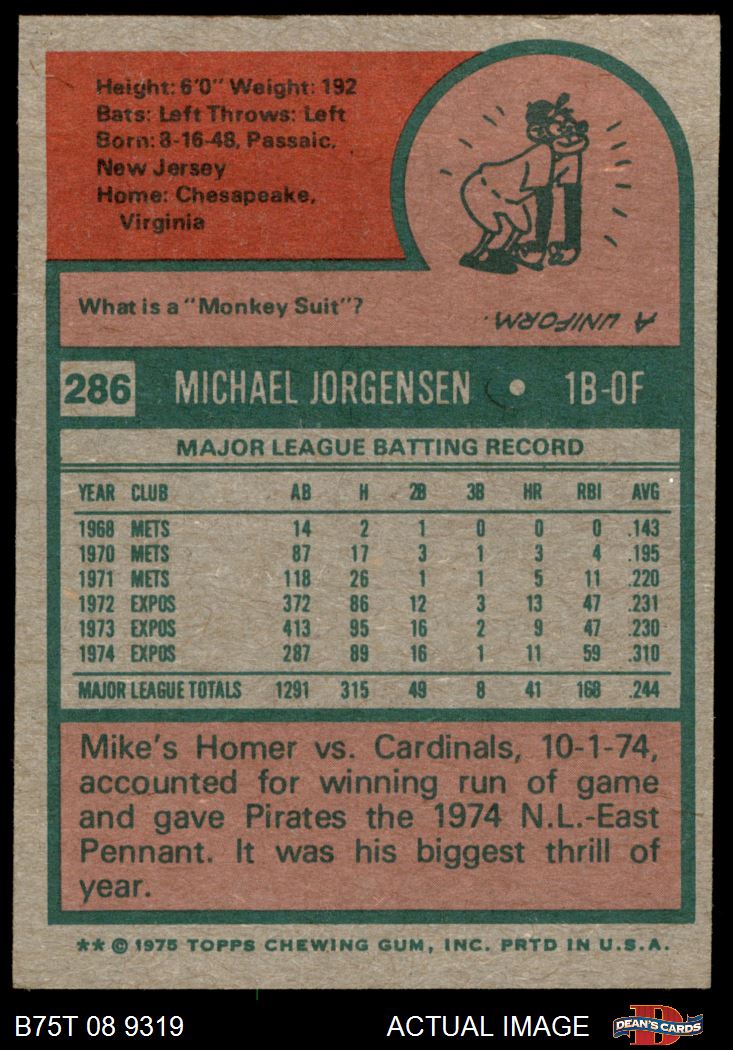 Height: 6'0" Weight: 192
Bats: Left Throws: Left
Born: 8-16-48, Passaic,
New Jersey
Home: Chesapeake,
Virginia
What is a "Monkey Suit"?
A UNIFORM.
286 MICHAEL JORGENSEN • 1B-OF
MAJOR LEAGUE BATTING RECORD
YEAR CLUB AB H 2B 3B HR RBI AVG
1968 METS 14 2 1 0 0 0 .143
1970 METS 87 17 3 1 3 4 .195
1971 METS 118 26 1 1 5 11 .220
1972 EXPOS 372 86 12 3 13 47 .231
1973 EXPOS 413 95 16 2 9 47 .230
1974 EXPOS 287 89 16 1 11 59 .310
MAJOR LEAGUE TOTALS 1291 315 49 8 41 168 .244
Mike's Homer vs. Cardinals, 10-1-74,
accounted for winning run of game
and gave Pirates the 1974 N.L.-East
Pennant. It was his biggest thrill of
year.
** © 1975 TOPPS CHEWING GUM, INC. PRTD IN U.S.A.
B75T 08 9319 ACTUAL IMAGE DEAN'S CARDS